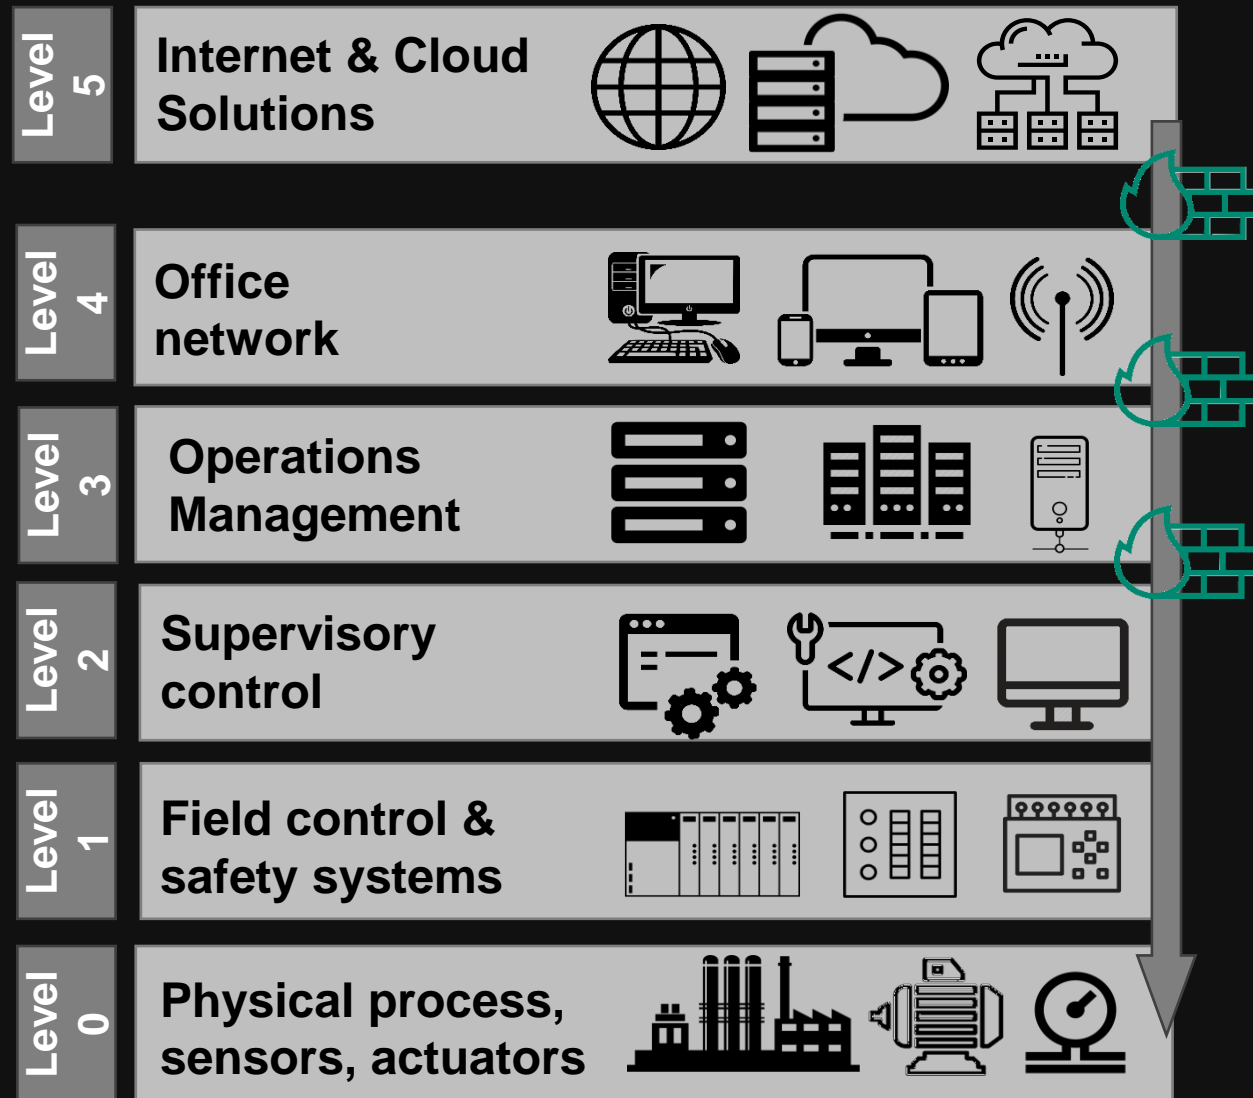 Level
5
Internet & Cloud
Solutions
Level
4
Office
network
Level
3
Operations
Management
Level
2
Supervisory
control
</>
Level
1
Field control &
safety systems
Level
0
Physical process,
sensors, actuators